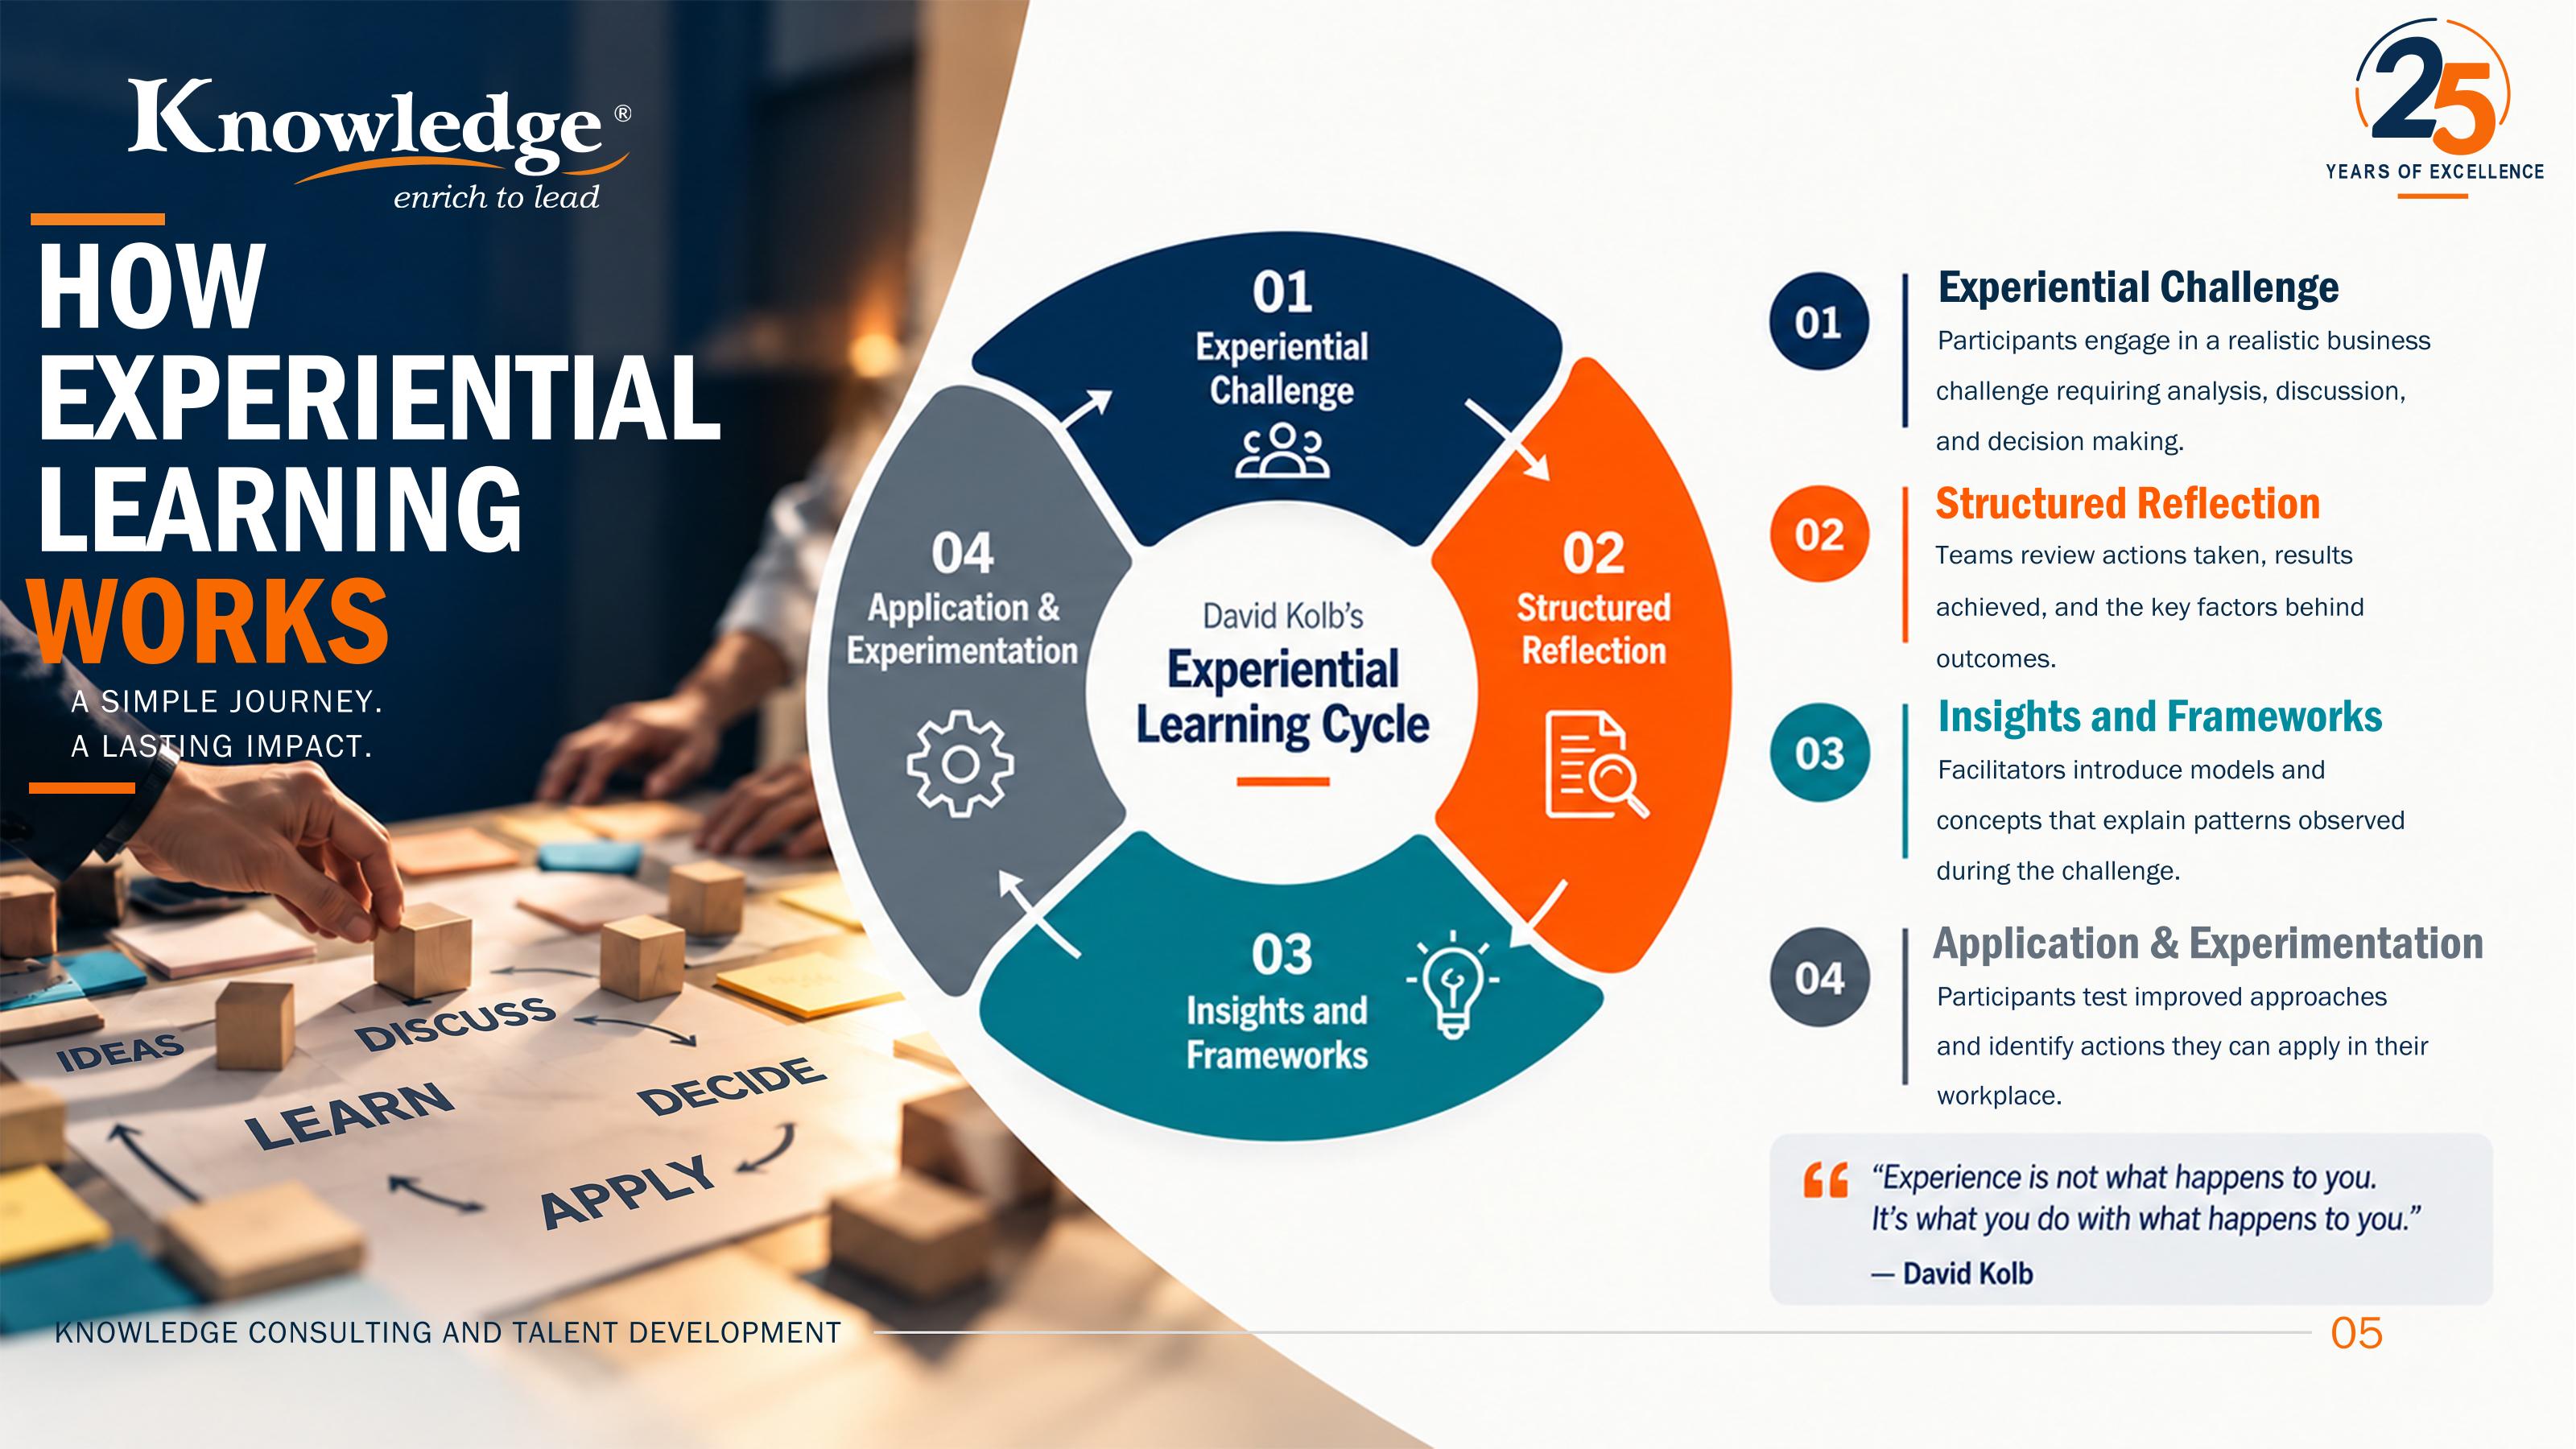 Knowledge®
enrich to lead
HOW
EXPERIENTIAL
LEARNING
WORKS
A SIMPLE JOURNEY.
A LASTING IMPACT.
IDEAS
DISCUSS
LEARN
DECIDE
APPLY
25
YEARS OF EXCELLENCE
01
Experiential
Challenge
02
Structured
Reflection
03
Insights and
Frameworks
04
Application &
Experimentation
David Kolb’s
Experiential
Learning Cycle
01
Experiential Challenge
Participants engage in a realistic business
challenge requiring analysis, discussion,
and decision making.
02
Structured Reflection
Teams review actions taken, results
achieved, and the key factors behind
outcomes.
03
Insights and Frameworks
Facilitators introduce models and
concepts that explain patterns observed
during the challenge.
04
Application & Experimentation
Participants test improved approaches
and identify actions they can apply in their
workplace.
“Experience is not what happens to you.
It’s what you do with what happens to you.”
— David Kolb
KNOWLEDGE CONSULTING AND TALENT DEVELOPMENT
05